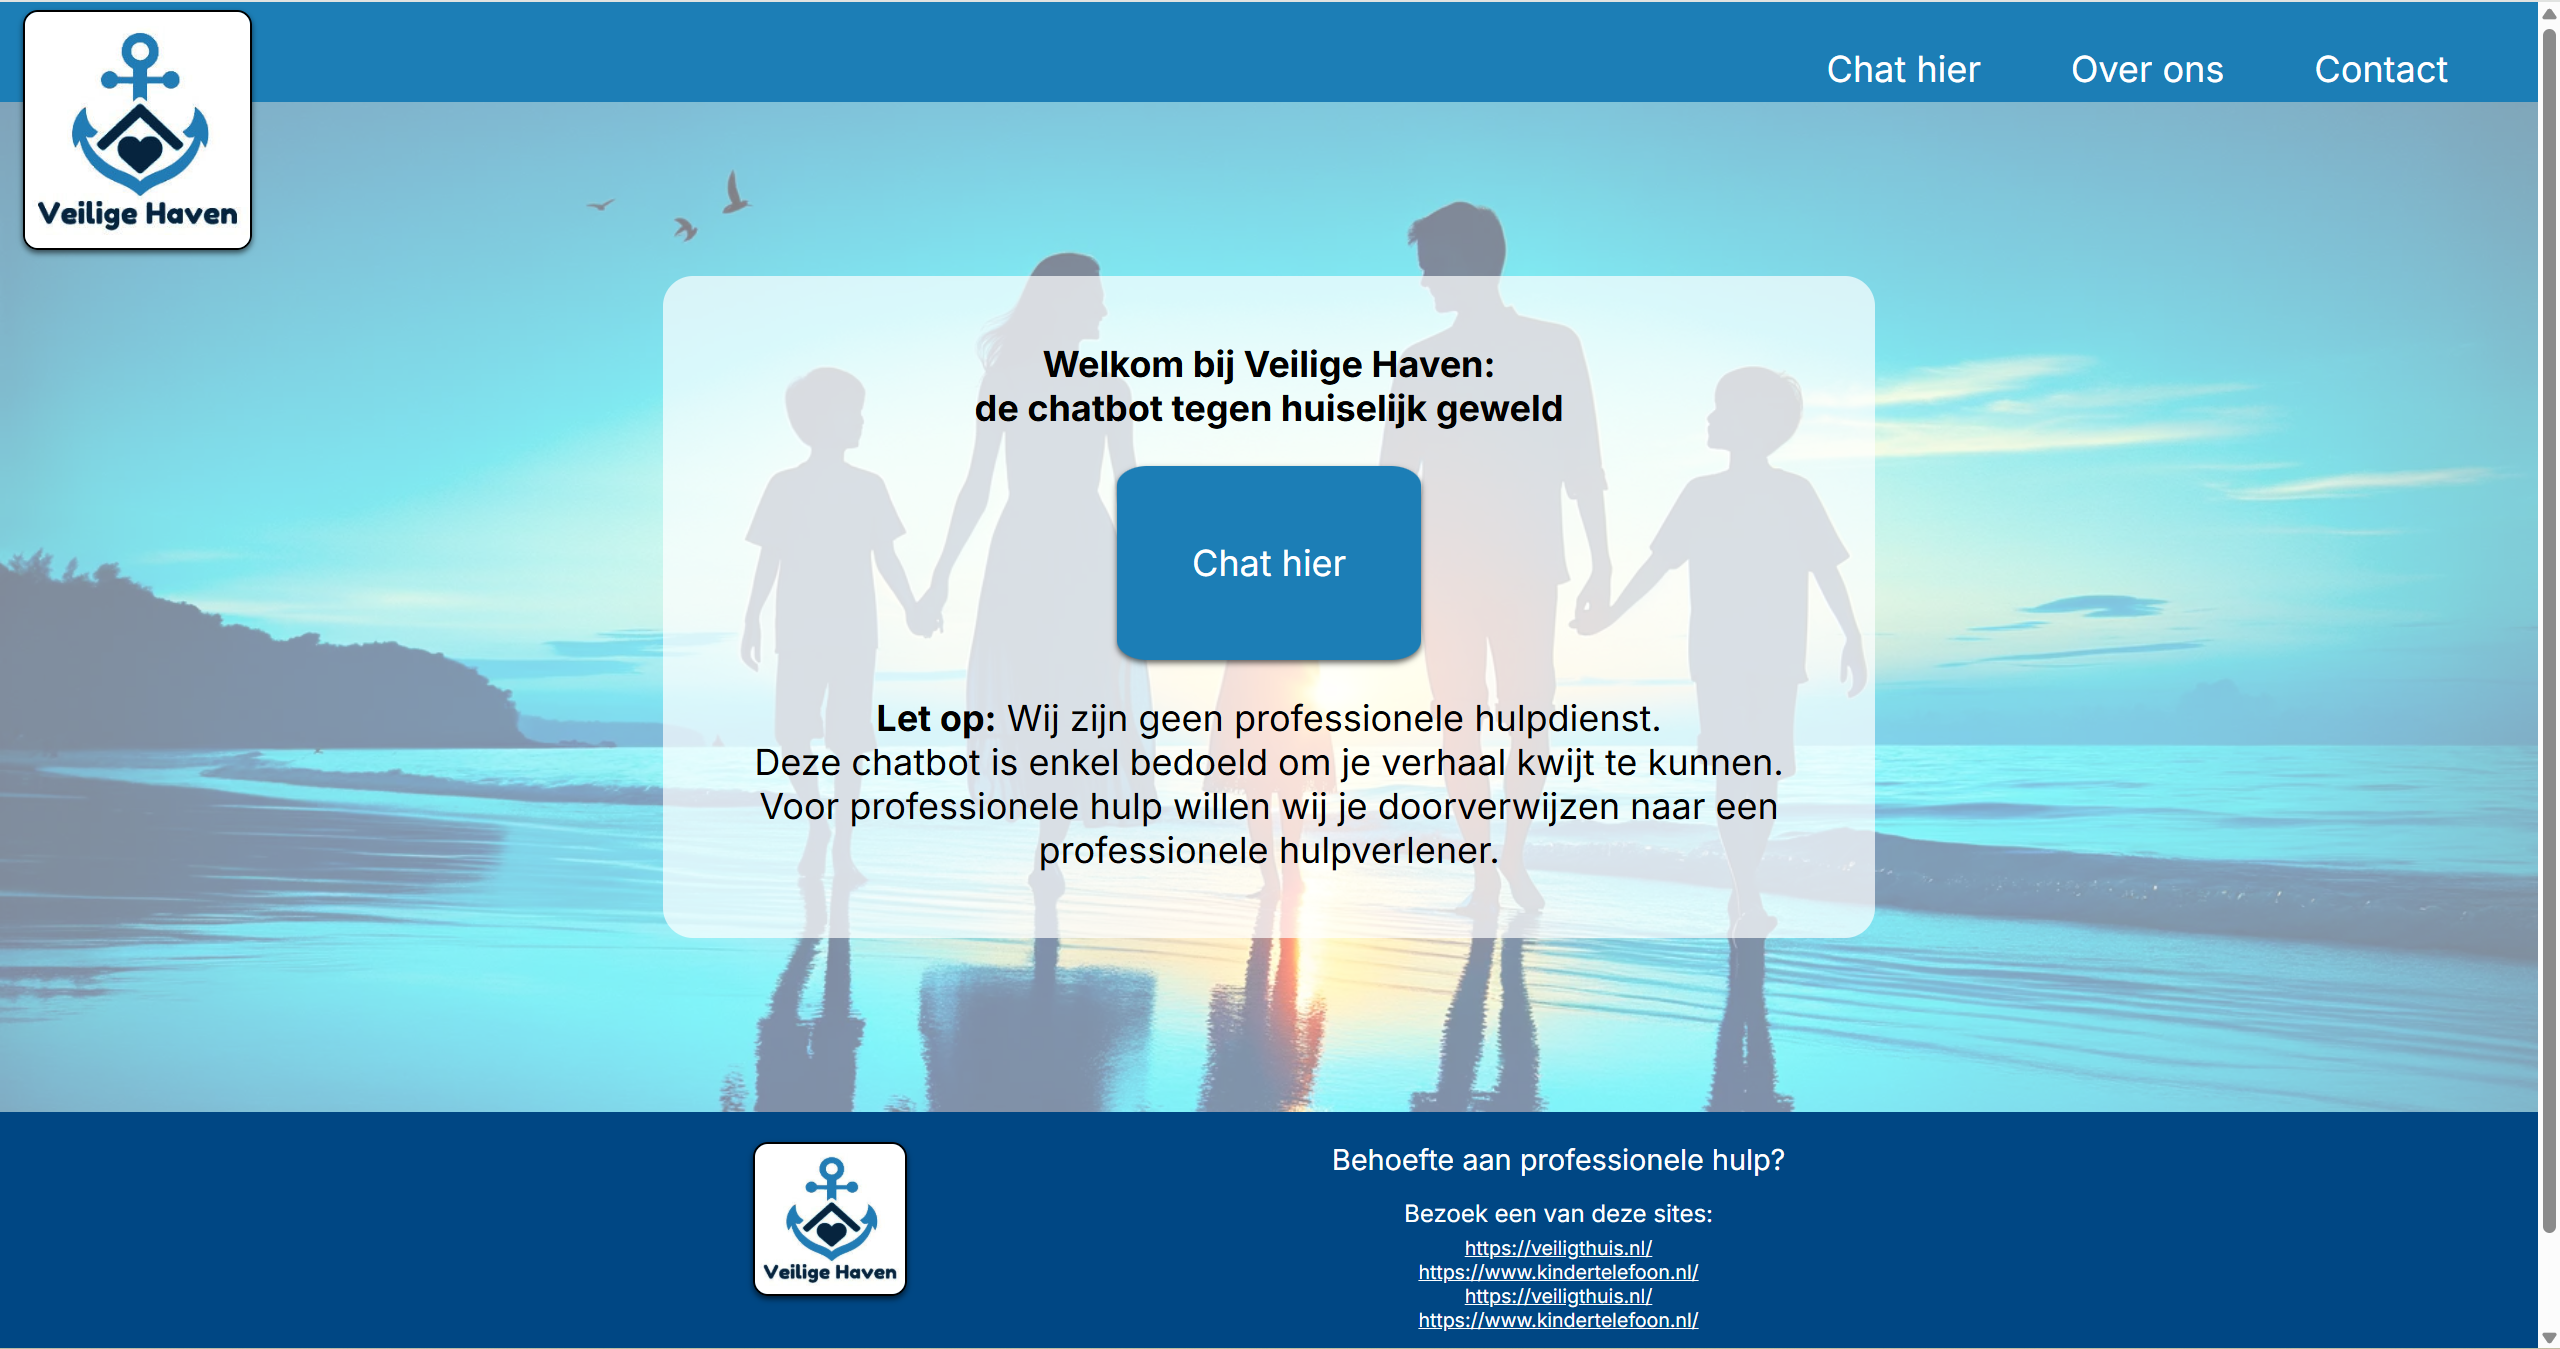 Veilige Haven
Chat hier
Over ons
Contact
Welkom bij Veilige Haven:
de chatbot tegen huiselijk geweld
Chat hier
Let op: Wij zijn geen professionele hulpdienst.
Deze chatbot is enkel bedoeld om je verhaal kwijt te kunnen.
Voor professionele hulp willen wij je doorverwijzen naar een
professionele hulpverlener.
Veilige Haven
Behoefte aan professionele hulp?
Bezoek een van deze sites:
https://veiligthuis.nl/
https://www.kindertelefoon.nl/
https://veiligthuis.nl/
https://www.kindertelefoon.nl/